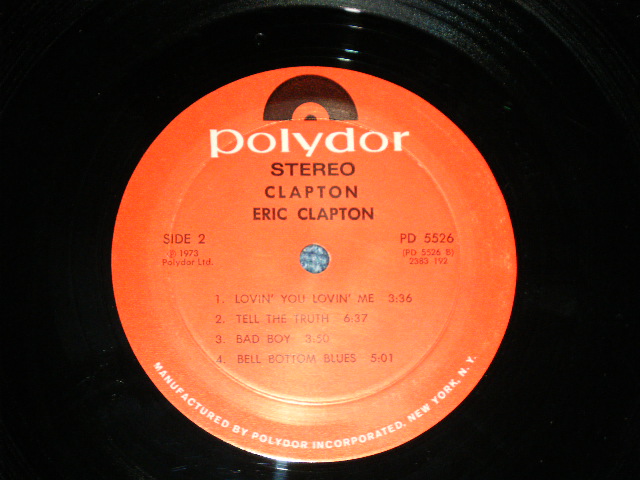 polydor
STEREO
CLAPTON
ERIC CLAPTON
SIDE 2
℗ 1973
Polydor Ltd.
PD 5526
(PD 5526 B)
2383 192
1. LOVIN' YOU LOVIN' ME 3:36
2. TELL THE TRUTH 6:37
3. BAD BOY 3:50
4. BELL BOTTOM BLUES 5:01
MANUFACTURED BY POLYDOR INCORPORATED, NEW YORK, N.Y.